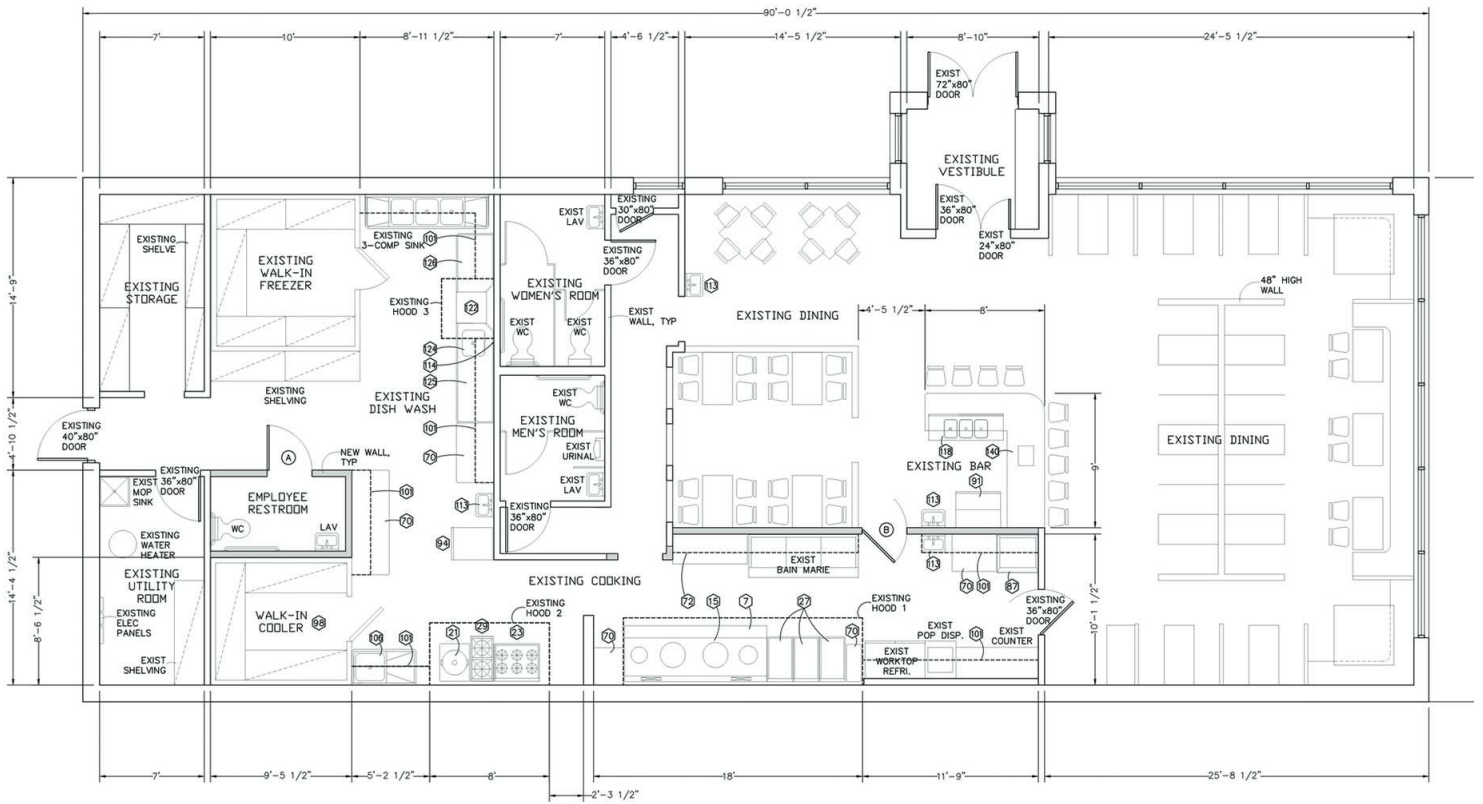 90'-0 1/2"
7'
10'
8'-11 1/2"
7'
4'-6 1/2"
14'-5 1/2"
8'-10"
24'-5 1/2"
EXIST
72"x80"
DOOR
EXISTING
VESTIBULE
EXISTING
36"x80"
DOOR
EXIST
24"x80"
DOOR
EXISTING
30"x80"
DOOR
EXISTING
36"x80"
DOOR
EXIST
LAV
EXISTING
3-COMP SINK
101
126
EXISTING
SHELVE
EXISTING
STORAGE
14'-9"
EXISTING
WALK-IN
FREEZER
EXISTING
HOOD 3
122
124
114
125
EXISTING
WOMEN'S ROOM
EXIST
WC
EXIST
WC
EXIST
WALL, TYP
113
EXISTING DINING
4'-5 1/2"
8'
48" HIGH
WALL
EXISTING
SHELVING
EXISTING
DISH WASH
101
70
EXIST
WC
EXISTING
MEN'S ROOM
EXIST
URINAL
EXIST
LAV
4'-10 1/2"
EXISTING
40"x80"
DOOR
A
NEW WALL,
TYP
118
140
EXISTING BAR
91
9'
EXISTING DINING
EXIST
MOP
SINK
EXISTING
36"x80"
DOOR
EMPLOYEE
RESTROOM
WC
LAV
101
70
113
94
EXISTING
36"x80"
DOOR
113
B
113
EXISTING
WATER
HEATER
EXISTING
UTILITY
ROOM
14'-4 1/2"
8'-6 1/2"
EXISTING
ELEC
PANELS
EXIST
SHELVING
EXISTING COOKING
EXIST
BAIN MARIE
72
70
101
87
10'-1 1/2"
EXISTING
36"x80"
DOOR
WALK-IN
COOLER
98
106
101
EXISTING
HOOD 2
21
29
23
70
15
7
27
EXISTING
HOOD 1
70
EXIST
POP DISP.
EXIST
COUNTER
EXIST
WORKTOP
REFRI.
101
7'
9'-5 1/2"
5'-2 1/2"
8'
2'-3 1/2"
18'
11'-9"
25'-8 1/2"